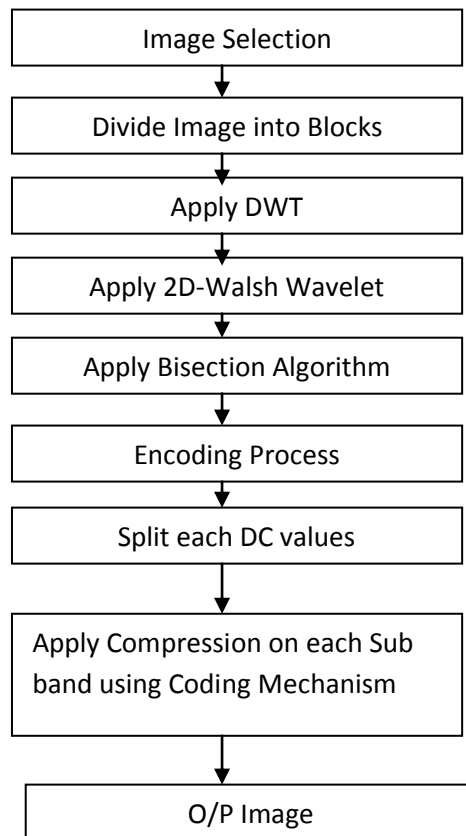 Image Selection
Divide Image into Blocks
Apply DWT
Apply 2D-Walsh Wavelet
Apply Bisection Algorithm
Encoding Process
Split each DC values
Apply Compression on each Sub
band using Coding Mechanism
O/P Image